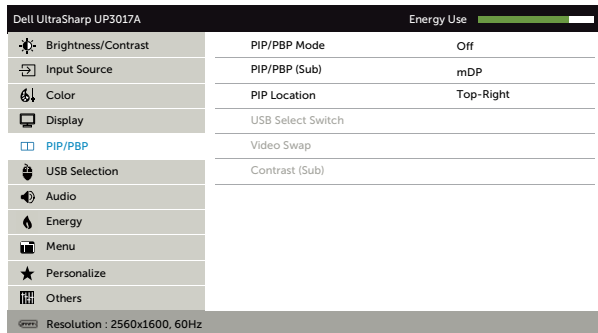 Dell UltraSharp UP3017A Energy Use
Brightness/Contrast PIP/PBP Mode Off
Input Source PIP/PBP (Sub) mDP
Color PIP Location Top-Right
Display USB Select Switch
PIP/PBP Video Swap
USB Selection Contrast (Sub)
Audio
Energy
Menu
Personalize
Others
Resolution : 2560x1600, 60Hz